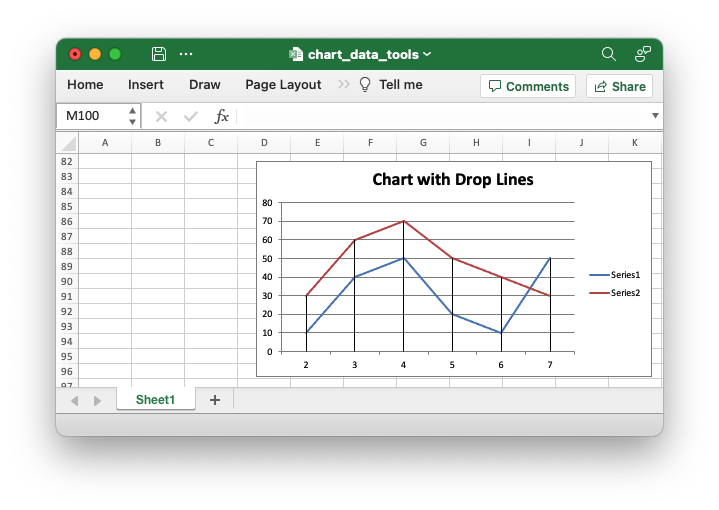 chart_data_tools
Home Insert Draw Page Layout Tell me Comments Share
M100 fx
A B C D E F G H I J K
82
83
84
85
86
87
88
89
90
91
92
93
94
95
96
97
Chart with Drop Lines
80
70
60
50
40
30
20
10
0
2 3 4 5 6 7
Series1
Series2
Sheet1 +